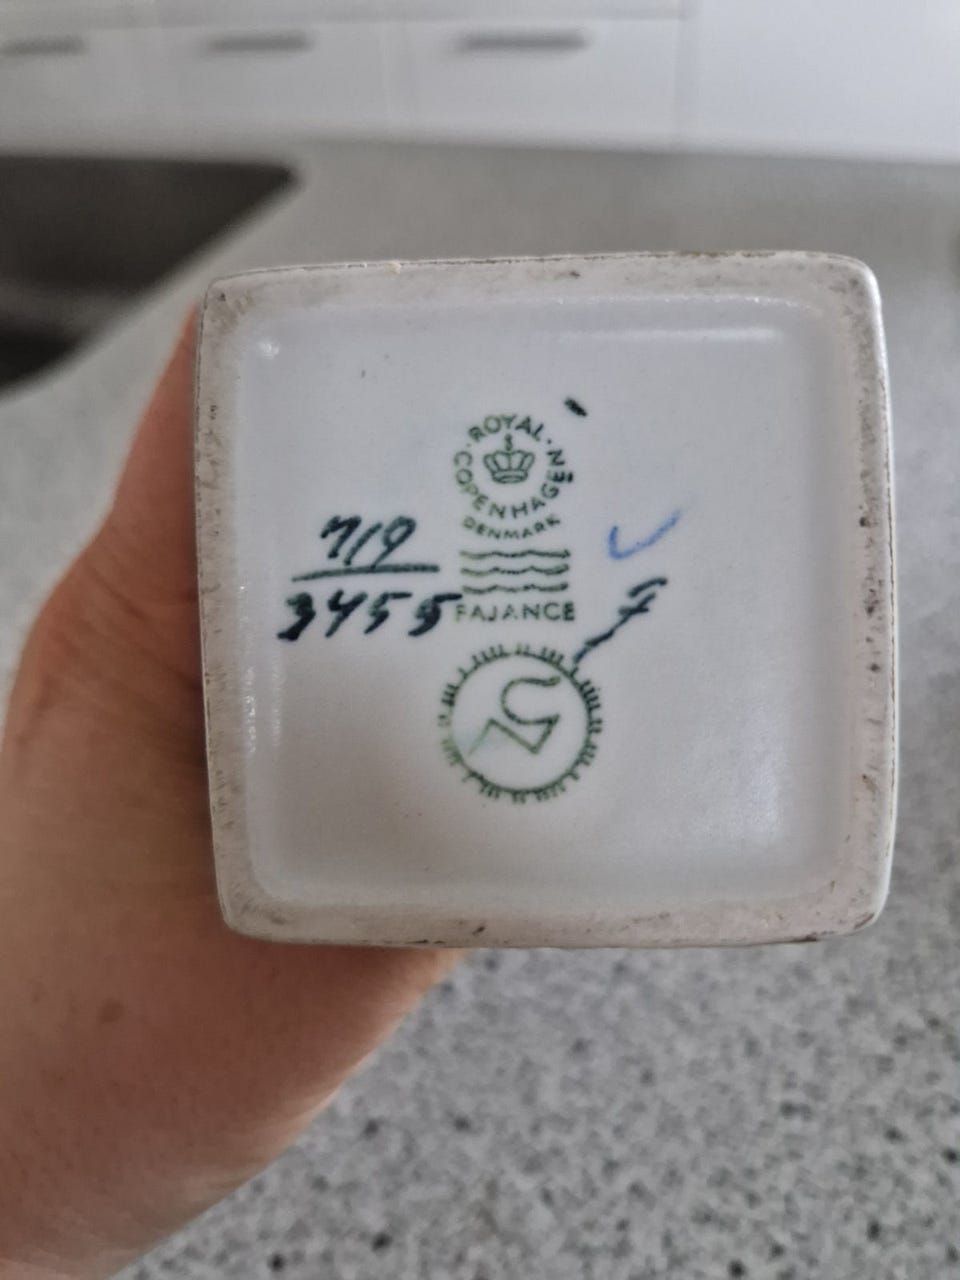 ROYAL
COPENHAGEN
DENMARK
719
3455
FAJANCE